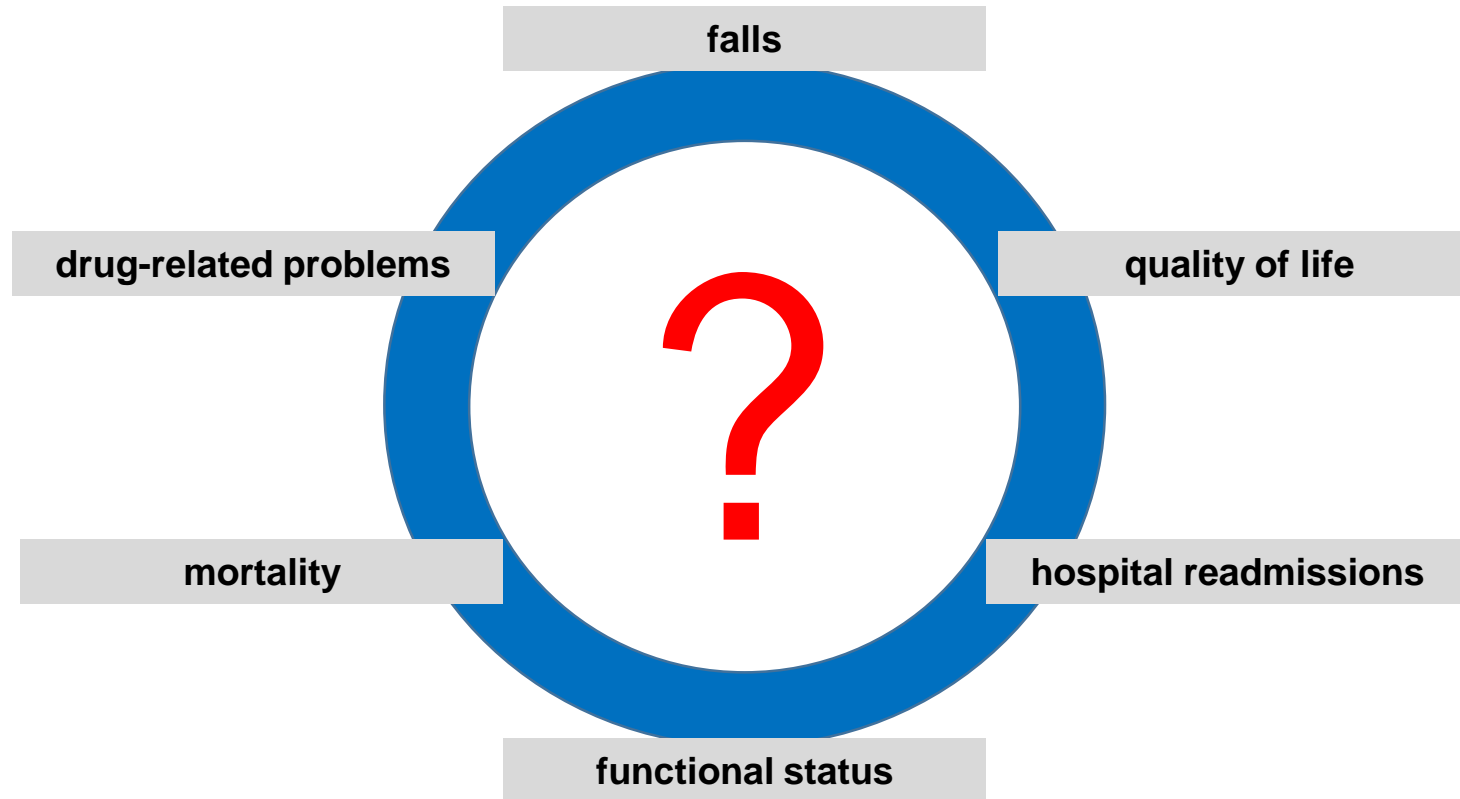 falls
drug-related problems
quality of life
?
mortality
hospital readmissions
functional status